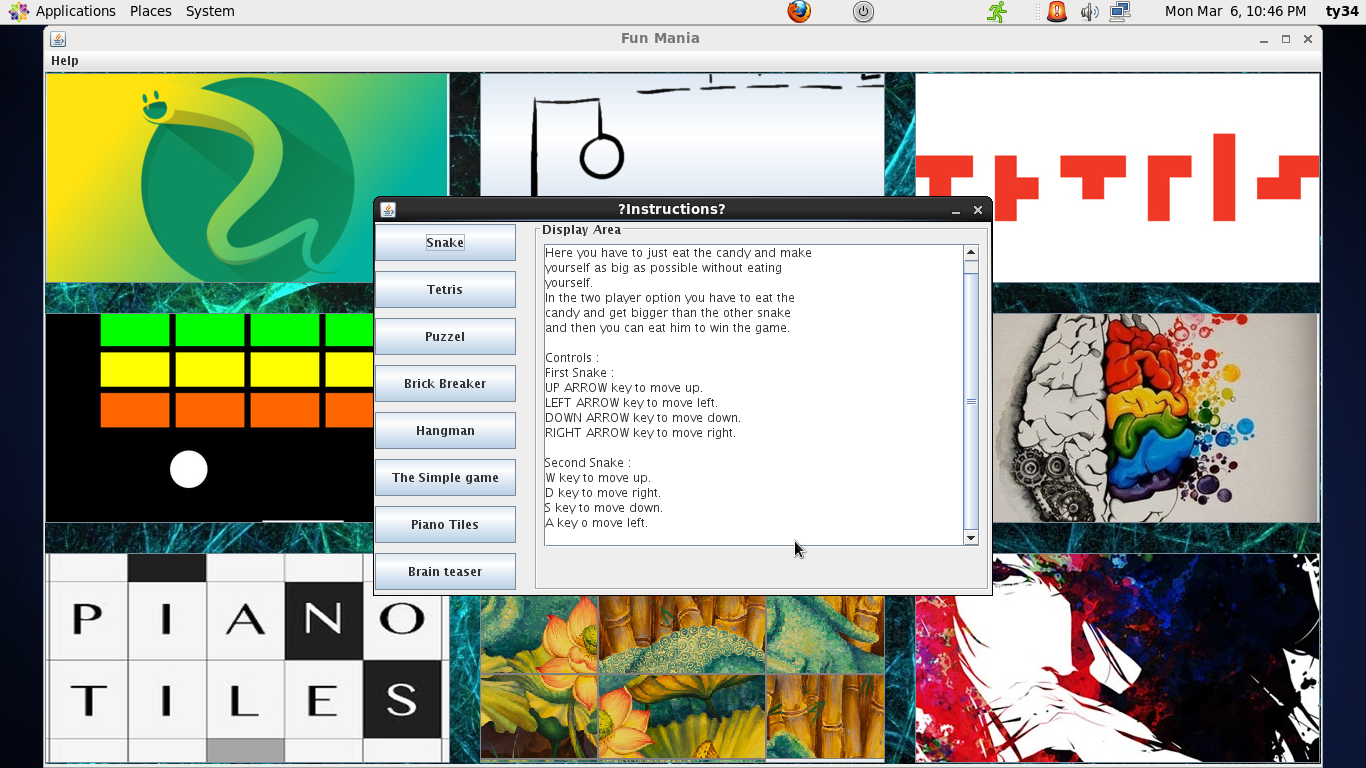 Applications Places System
Mon Mar 6, 10:46 PM ty34
Fun Mania
Help
TETRIS
?Instructions?
Snake
Tetris
Puzzel
Brick Breaker
Hangman
The Simple game
Piano Tiles
Brain teaser
Display Area
Here you have to just eat the candy and make
yourself as big as possible without eating
yourself.
In the two player option you have to eat the
candy and get bigger than the other snake
and then you can eat him to win the game.
Controls :
First Snake :
UP ARROW key to move up.
LEFT ARROW key to move left.
DOWN ARROW key to move down.
RIGHT ARROW key to move right.
Second Snake :
W key to move up.
D key to move right.
S key to move down.
A key o move left.
PIANO
TILES